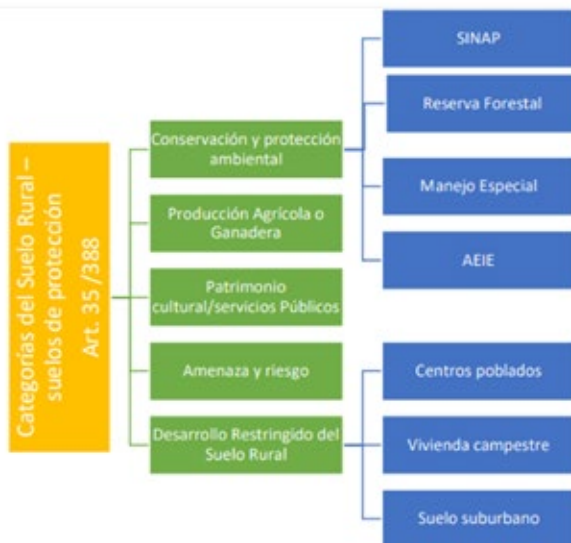 Categorías del Suelo Rural –
suelos de protección
Art. 35 /388
Conservación y protección
ambiental
Producción Agrícola o
Ganadera
Patrimonio
cultural/servicios Públicos
Amenaza y riesgo
Desarrollo Restringido del
Suelo Rural
SINAP
Reserva Forestal
Manejo Especial
AEIE
Centros poblados
Vivienda campestre
Suelo suburbano